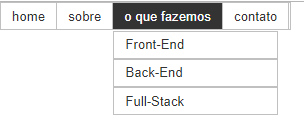 home sobre o que fazemos contato
Front-End
Back-End
Full-Stack